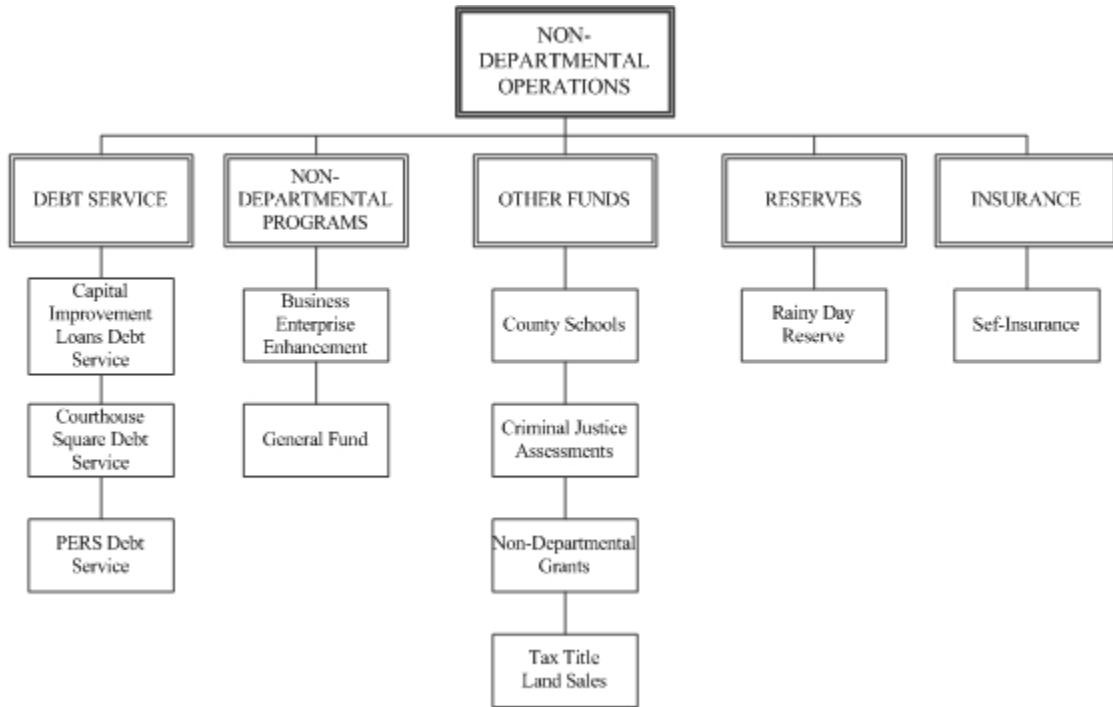 NON-
DEPARTMENTAL
OPERATIONS
DEBT SERVICE
NON-
DEPARTMENTAL
PROGRAMS
OTHER FUNDS
RESERVES
INSURANCE
Capital
Improvement
Loans Debt
Service
Courthouse
Square Debt
Service
PERS Debt
Service
Business
Enterprise
Enhancement
General Fund
County Schools
Criminal Justice
Assessments
Non-Departmental
Grants
Tax Title
Land Sales
Rainy Day
Reserve
Sef-Insurance